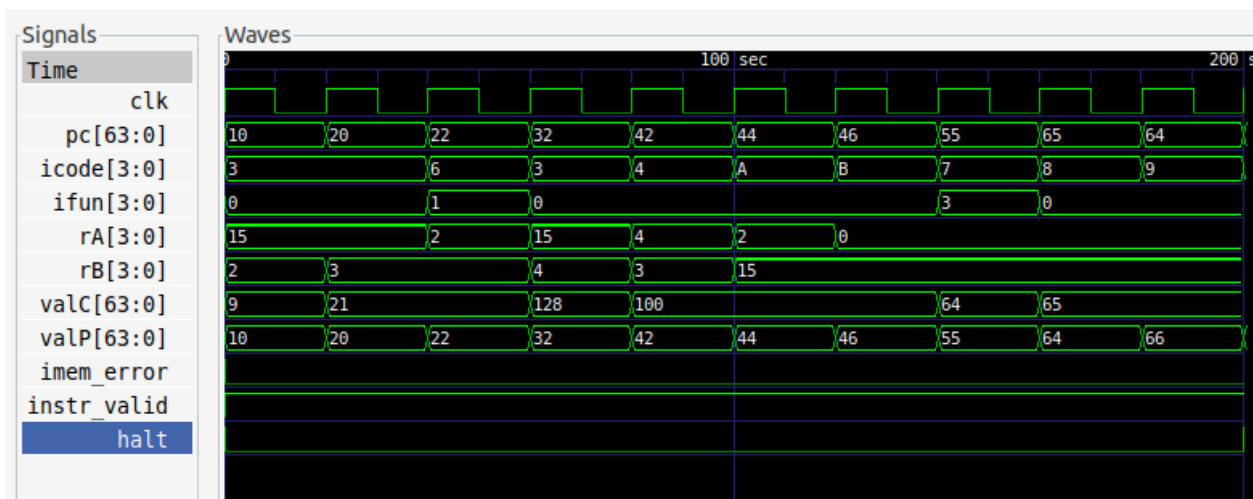 Signals Waves
Time 0 100 sec 200 s
clk
pc[63:0] 10 20 22 32 42 44 46 55 65 64
icode[3:0] 3 6 3 4 A B 7 8 9
ifun[3:0] 0 1 0 3 0
rA[3:0] 15 2 15 4 2 0
rB[3:0] 2 3 4 3 15
valC[63:0] 9 21 128 100 64 65
valP[63:0] 10 20 22 32 42 44 46 55 64 66
imem_error
instr_valid
halt